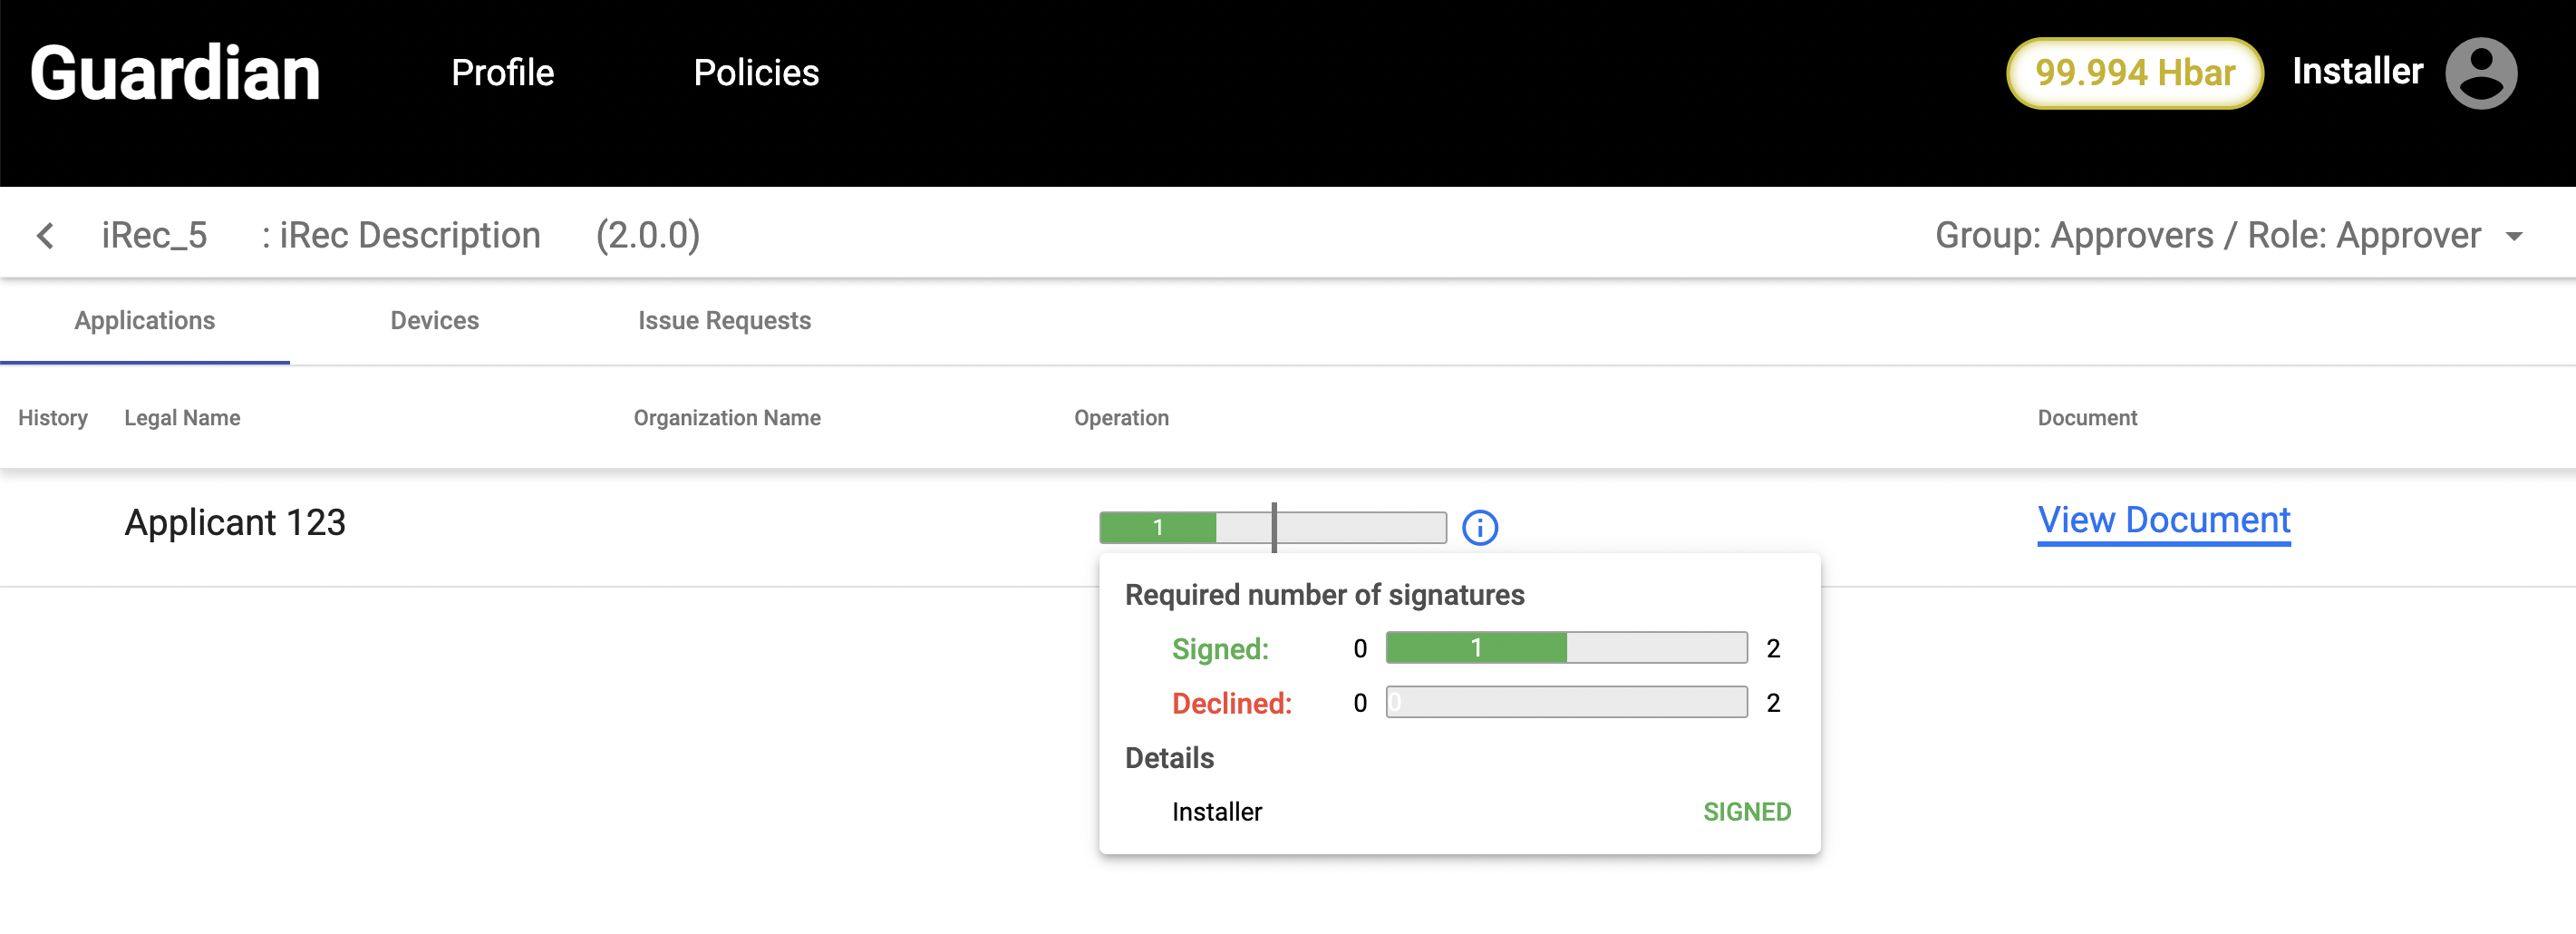 Guardian
Profile
Policies
99.994 Hbar
Installer
iRec_5 : iRec Description (2.0.0)
Group: Approvers / Role: Approver
Applications
Devices
Issue Requests
History
Legal Name
Organization Name
Operation
Document
Applicant 123
1
i
View Document
Required number of signatures
Signed: 0 1 2
Declined: 0 0 2
Details
Installer SIGNED